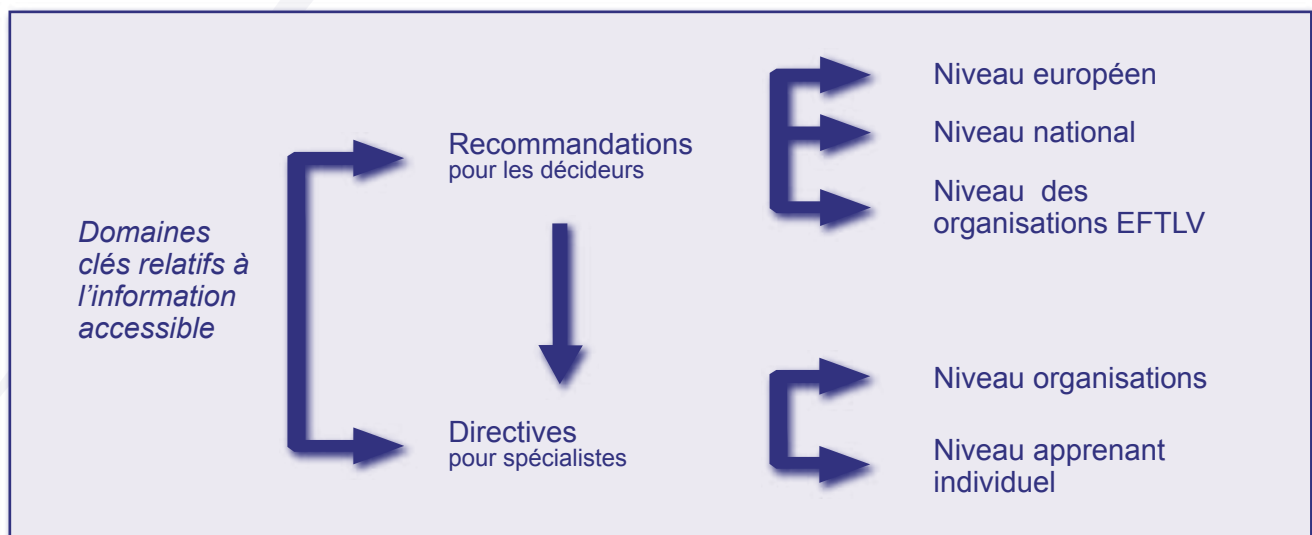 Domaines
clés relatifs à
l’information
accessible
Recommandations
pour les décideurs
Niveau européen
Niveau national
Niveau des
organisations EFTLV
Directives
pour spécialistes
Niveau organisations
Niveau apprenant
individuel